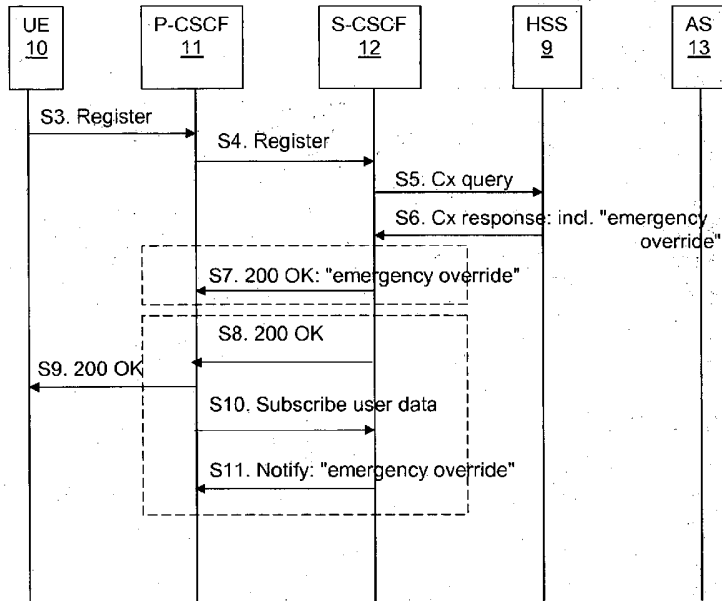 UE
10
P-CSCF
11
S-CSCF
12
HSS
9
AS
13
S3. Register
S4. Register
S5. Cx query
S6. Cx response: incl. "emergency
override"
S7. 200 OK: "emergency override"
S8. 200 OK
S9. 200 OK
S10. Subscribe user data
S11. Notify: "emergency override"